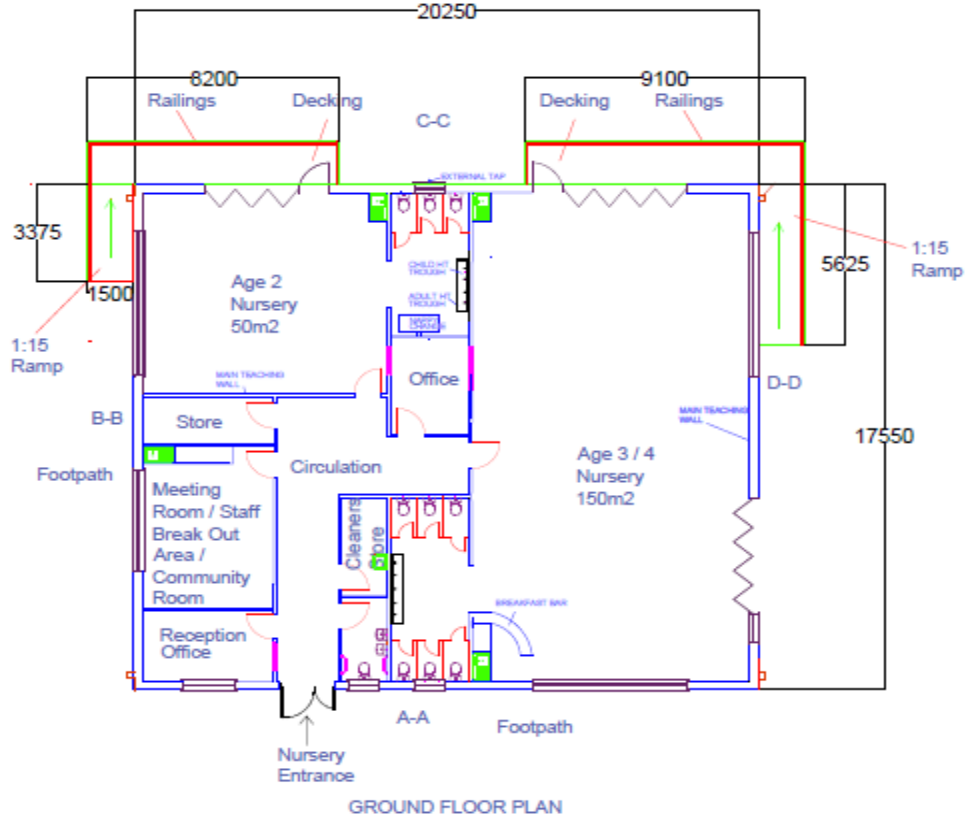 20250
8200
9100
Railings
Decking
Decking
Railings
C-C
EXTERNAL TAP
3375
1500
5625
1:15
Ramp
1:15
Ramp
CHILD HT
TROUGH
ADULT HT
TROUGH
NAPPY
CHANGE
Age 2
Nursery
50m2
Office
MAIN TEACHING
WALL
D-D
MAIN TEACHING
WALL
B-B
Store
17550
Footpath
Circulation
Age 3 / 4
Nursery
150m2
Meeting
Room / Staff
Break Out
Area /
Community
Room
Cleaners
Store
BREAKFAST BAR
Reception
Office
A-A
Footpath
Nursery
Entrance
GROUND FLOOR PLAN